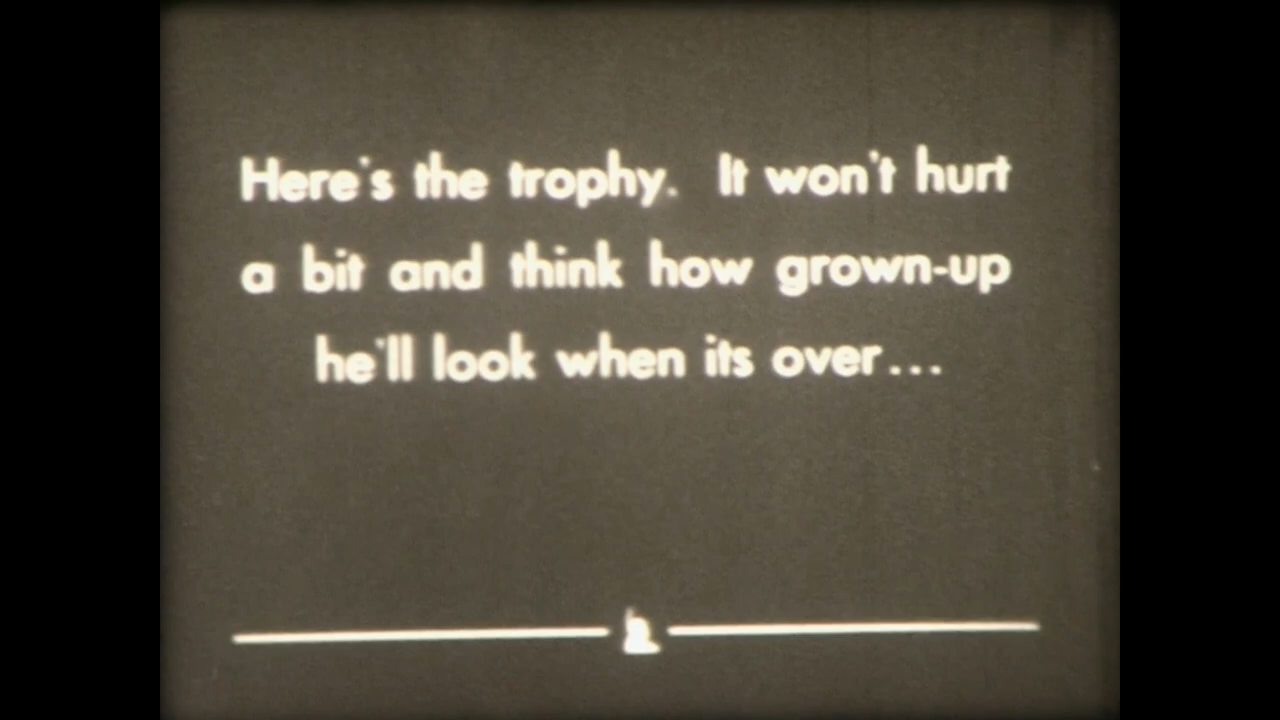 Here's the trophy. It won't hurt
a bit and think how grown-up
he'll look when its over...